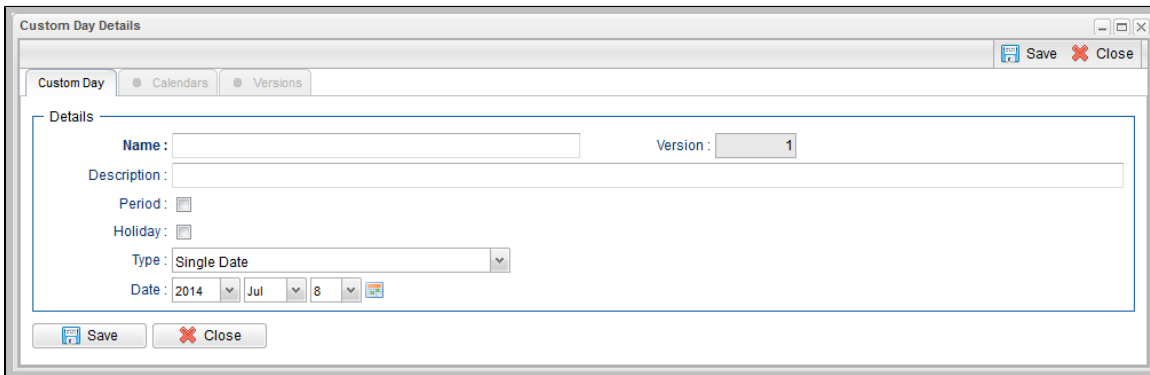 Custom Day Details
Save Close
Custom Day Calendars Versions
Details
Name : Version : 1
Description :
Period :
Holiday :
Type : Single Date
Date : 2014 Jul 8
Save Close